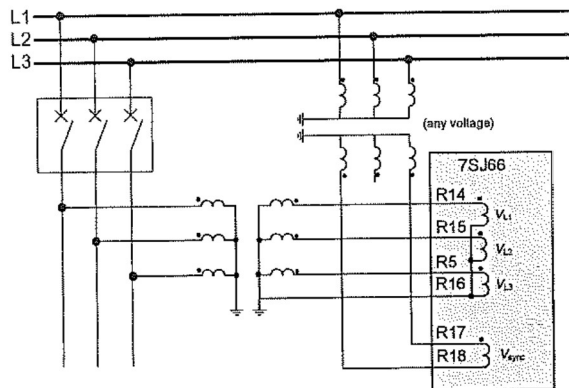 L1
L2
L3
(any voltage)
7SJ66
R14
VL1
R15
VL2
R5
R16
VL3
R17
R18
Vsync